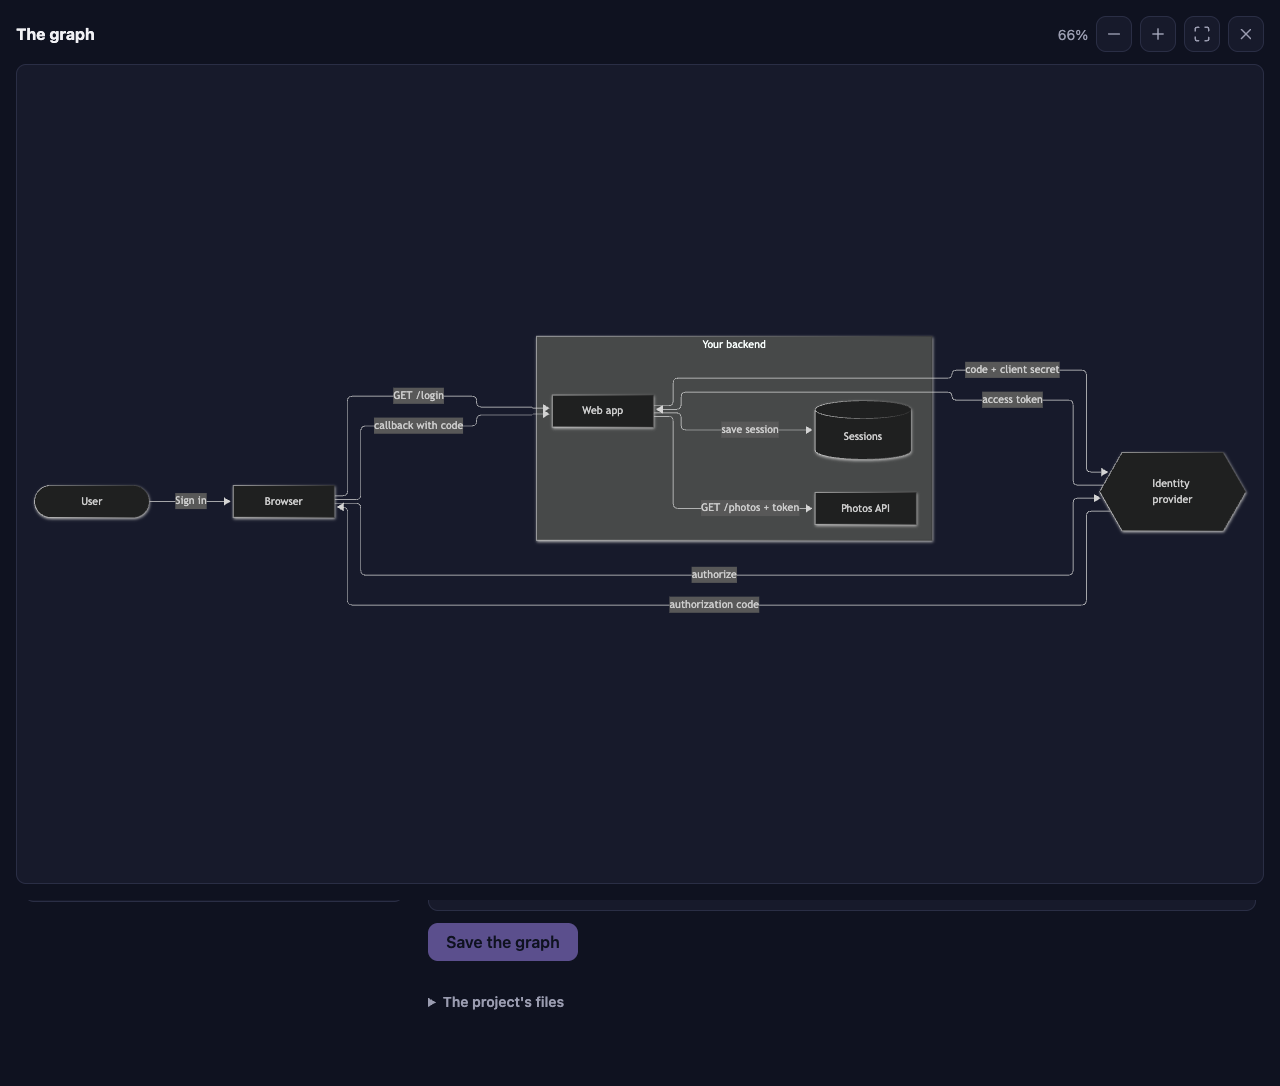 The graph
66%
Your backend
code + client secret
GET /login
access token
Web app
callback with code
save session
Sessions
Identity
provider
User
Sign in
Browser
GET /photos + token
Photos API
authorize
authorization code
Save the graph
The project's files